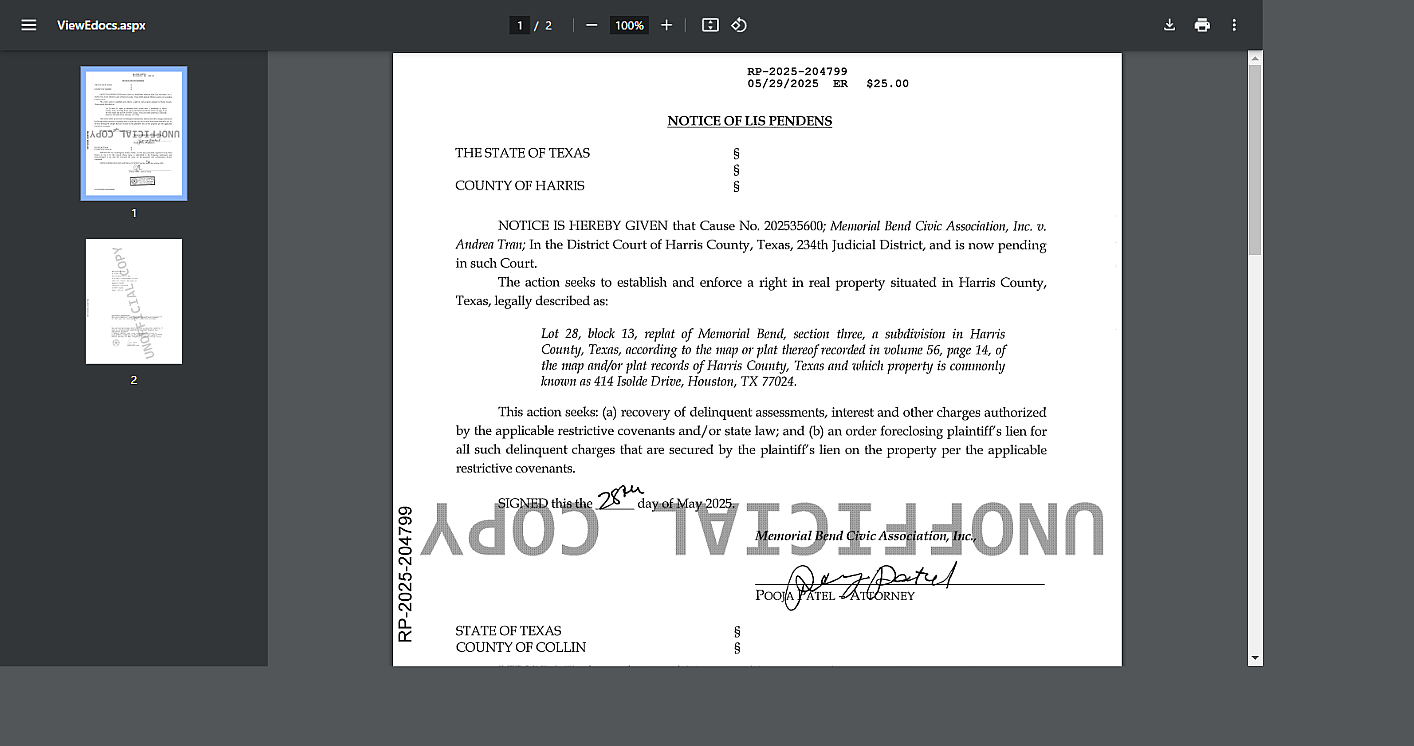 ViewEdocs.aspx
1 / 2
100%
1
2
RP-2025-204799
05/29/2025 ER $25.00
NOTICE OF LIS PENDENS
THE STATE OF TEXAS §
§
COUNTY OF HARRIS §
NOTICE IS HEREBY GIVEN that Cause No. 202535600; Memorial Bend Civic Association, Inc. v.
Andrea Tran; In the District Court of Harris County, Texas, 234th Judicial District, and is now pending
in such Court.
The action seeks to establish and enforce a right in real property situated in Harris County,
Texas, legally described as:
Lot 28, block 13, replat of Memorial Bend, section three, a subdivision in Harris
County, Texas, according to the map or plat thereof recorded in volume 56, page 14, of
the map and/or plat records of Harris County, Texas and which property is commonly
known as 414 Isolde Drive, Houston, TX 77024.
This action seeks: (a) recovery of delinquent assessments, interest and other charges authorized
by the applicable restrictive covenants and/or state law; and (b) an order foreclosing plaintiff's lien for
all such delinquent charges that are secured by the plaintiff's lien on the property per the applicable
restrictive covenants.
SIGNED this the 28th day of May 2025.
UNOFFICIAL COPY
Memorial Bend Civic Association, Inc.,
POOJA PATEL – ATTORNEY
RP-2025-204799
STATE OF TEXAS §
COUNTY OF COLLIN §